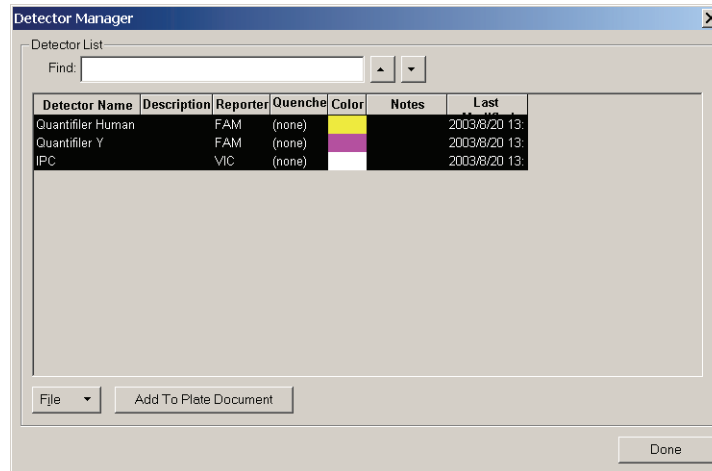 Detector Manager
Detector List
Find:
Detector Name Description Reporter Quenche Color Notes Last
Quantifiler Human FAM (none) 2003/8/20 13:
Quantifiler Y FAM (none) 2003/8/20 13:
IPC VIC (none) 2003/8/20 13:
File Add To Plate Document
Done